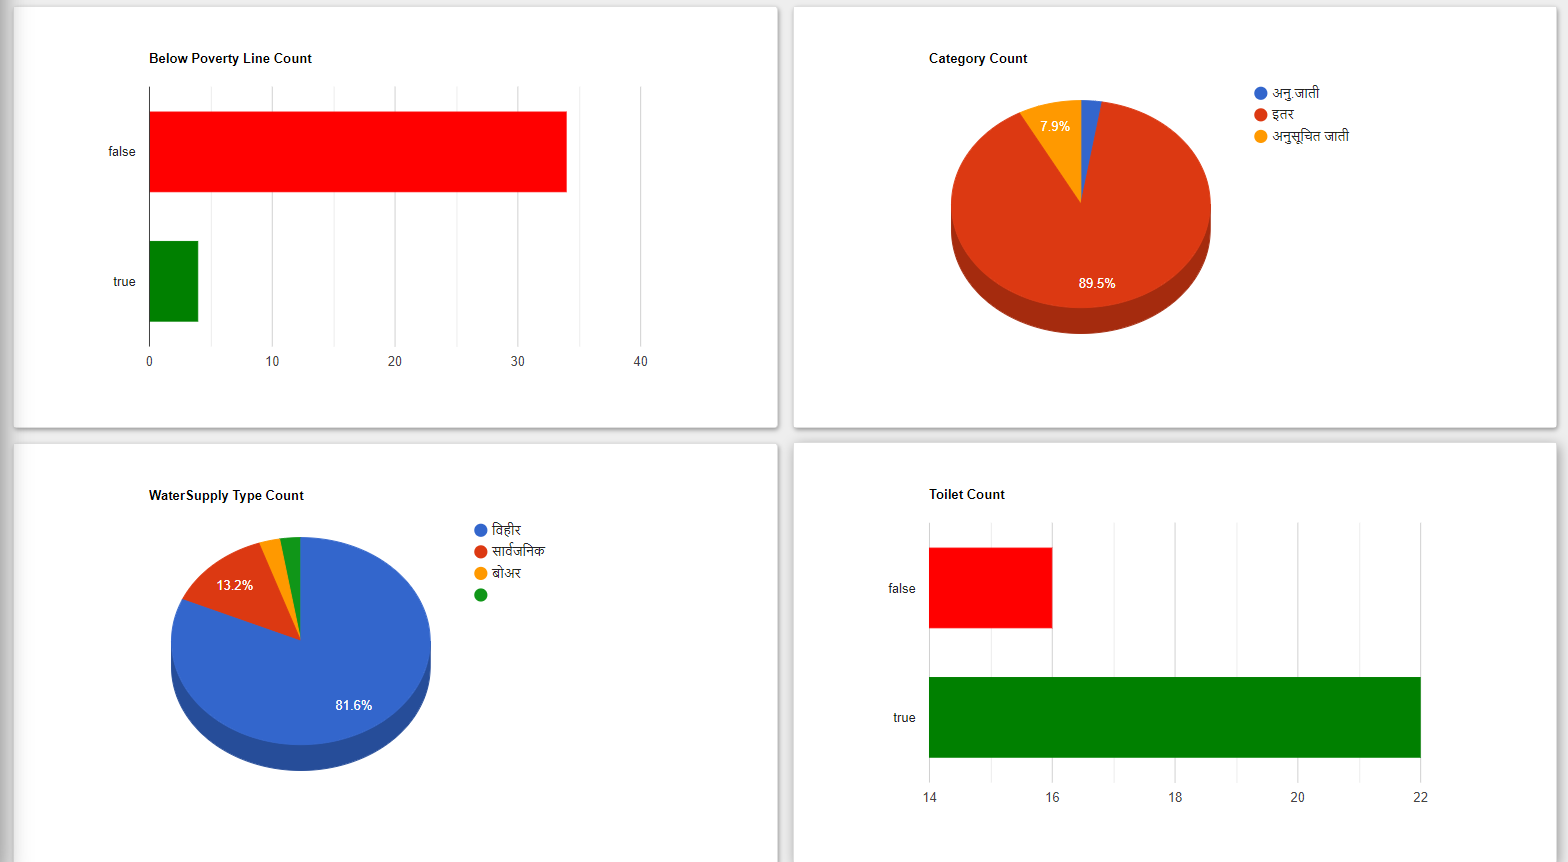 Below Poverty Line Count
false
true
0 10 20 30 40
Category Count
अनु.जाती
इतर
अनुसूचित जाती
7.9%
89.5%
WaterSupply Type Count
विहीर
सार्वजनिक
बोअर
13.2%
81.6%
Toilet Count
false
true
14 16 18 20 22